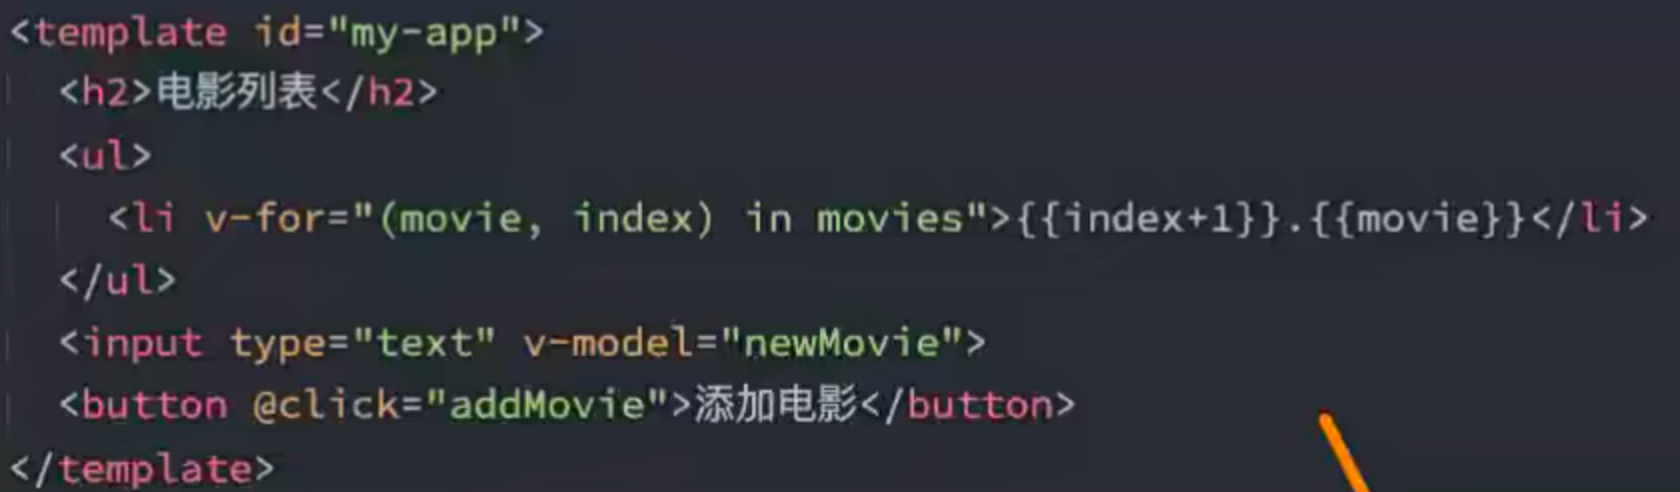 <template id="my-app">
<h2>电影列表</h2>
<ul>
<li v-for="(movie, index) in movies">{{index+1}}.{{movie}}</li>
</ul>
<input type="text" v-model="newMovie">
<button @click="addMovie">添加电影</button>
</template>